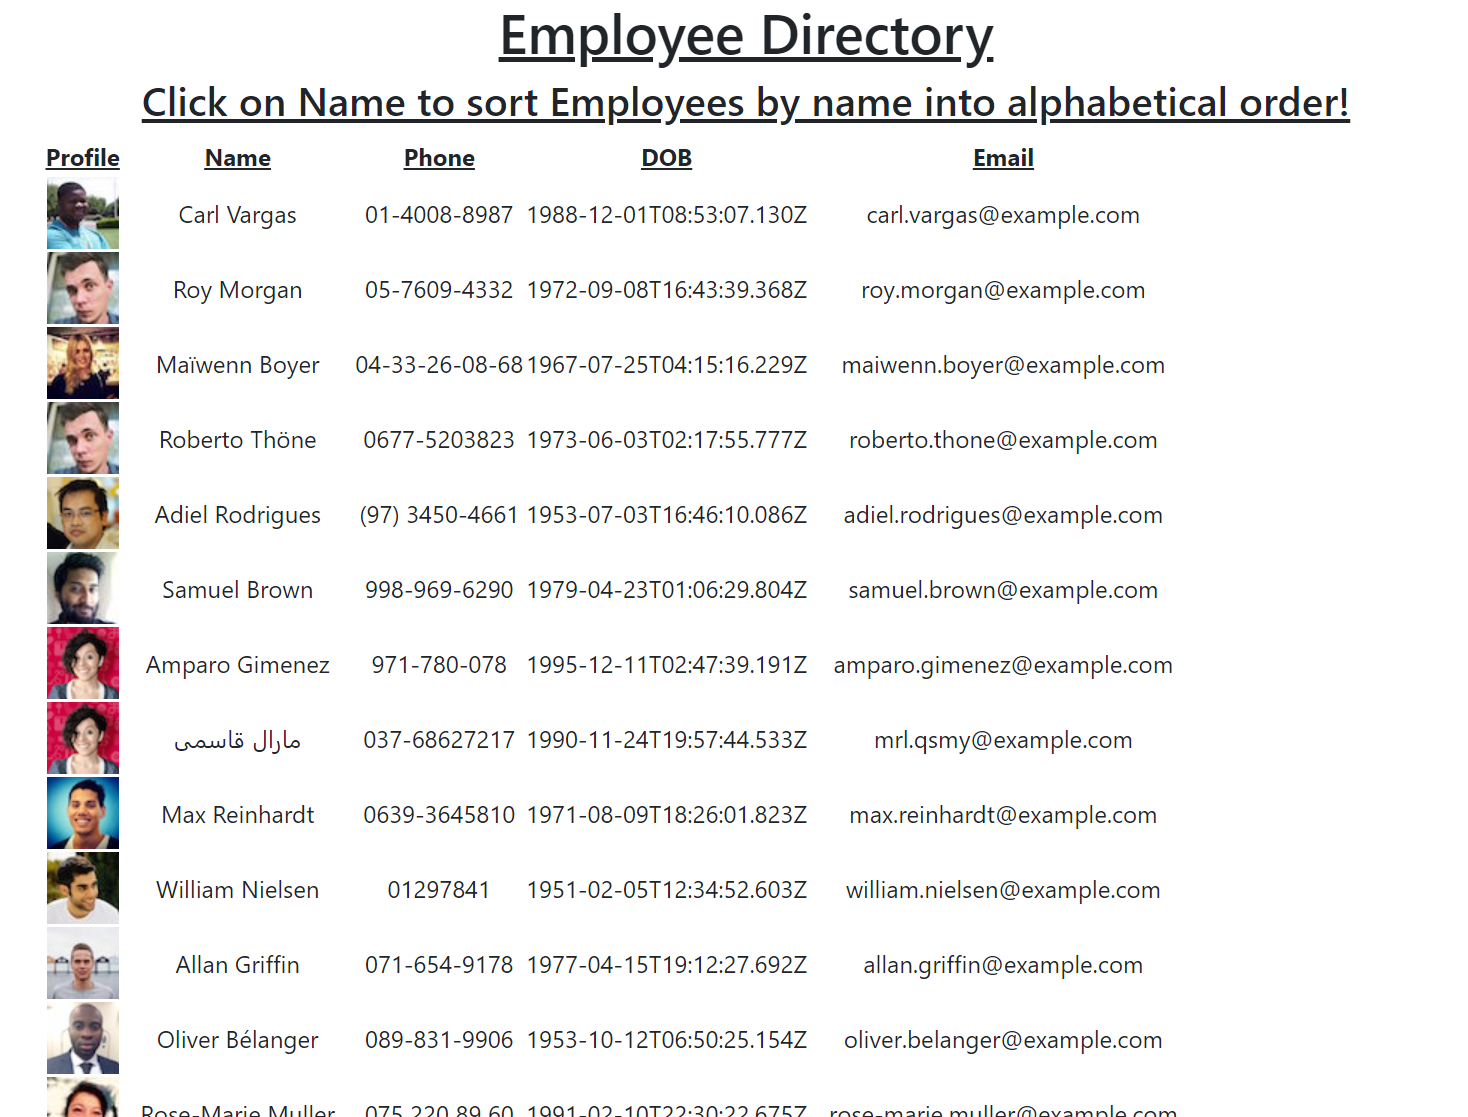 Employee Directory
Click on Name to sort Employees by name into alphabetical order!
Profile Name Phone DOB Email
Carl Vargas 01-4008-8987 1988-12-01T08:53:07.130Z carl.vargas@example.com
Roy Morgan 05-7609-4332 1972-09-08T16:43:39.368Z roy.morgan@example.com
Maïwenn Boyer 04-33-26-08-68 1967-07-25T04:15:16.229Z maiwenn.boyer@example.com
Roberto Thöne 0677-5203823 1973-06-03T02:17:55.777Z roberto.thone@example.com
Adiel Rodrigues (97) 3450-4661 1953-07-03T16:46:10.086Z adiel.rodrigues@example.com
Samuel Brown 998-969-6290 1979-04-23T01:06:29.804Z samuel.brown@example.com
Amparo Gimenez 971-780-078 1995-12-11T02:47:39.191Z amparo.gimenez@example.com
مارال قاسمی 037-68627217 1990-11-24T19:57:44.533Z mrl.qsmy@example.com
Max Reinhardt 0639-3645810 1971-08-09T18:26:01.823Z max.reinhardt@example.com
William Nielsen 01297841 1951-02-05T12:34:52.603Z william.nielsen@example.com
Allan Griffin 071-654-9178 1977-04-15T19:12:27.692Z allan.griffin@example.com
Oliver Bélanger 089-831-9906 1953-10-12T06:50:25.154Z oliver.belanger@example.com
Rose-Marie Muller 075 220 89 60 1991-02-10T22:30:22.675Z rose-marie.muller@example.com